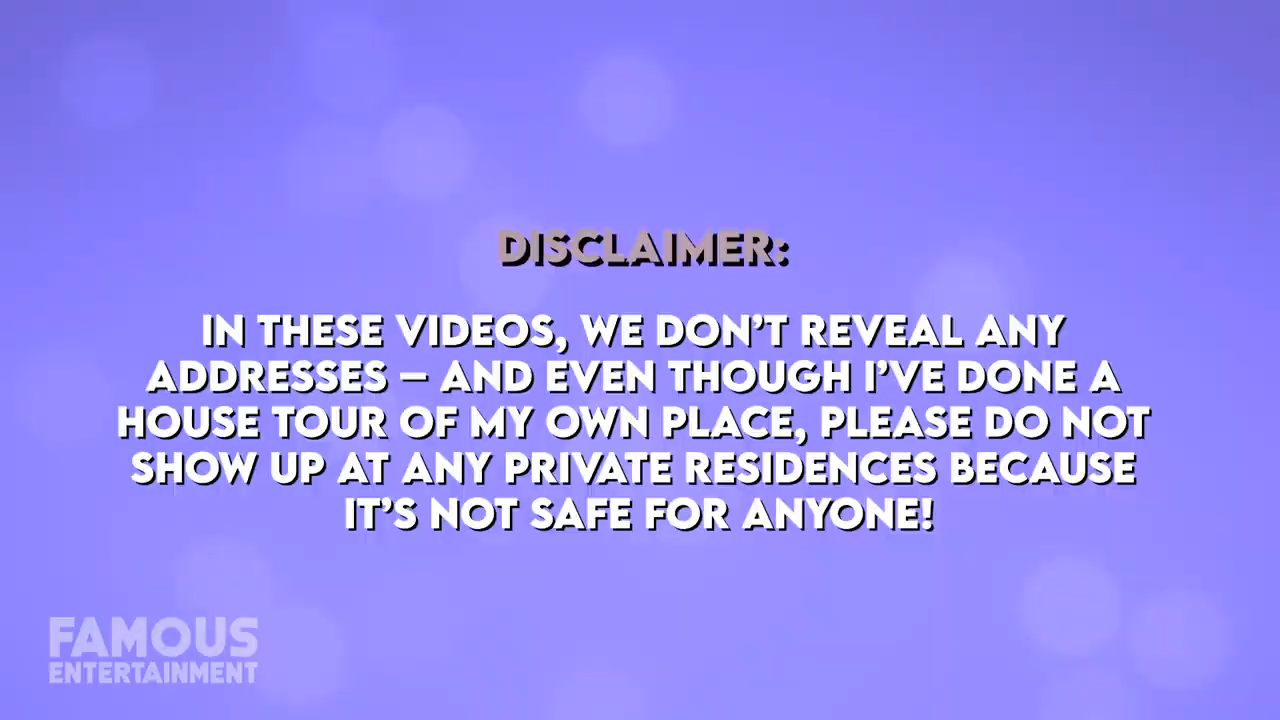 DISCLAIMER:
IN THESE VIDEOS, WE DON'T REVEAL ANY
ADDRESSES – AND EVEN THOUGH I'VE DONE A
HOUSE TOUR OF MY OWN PLACE, PLEASE DO NOT
SHOW UP AT ANY PRIVATE RESIDENCES BECAUSE
IT'S NOT SAFE FOR ANYONE!
FAMOUS
ENTERTAINMENT